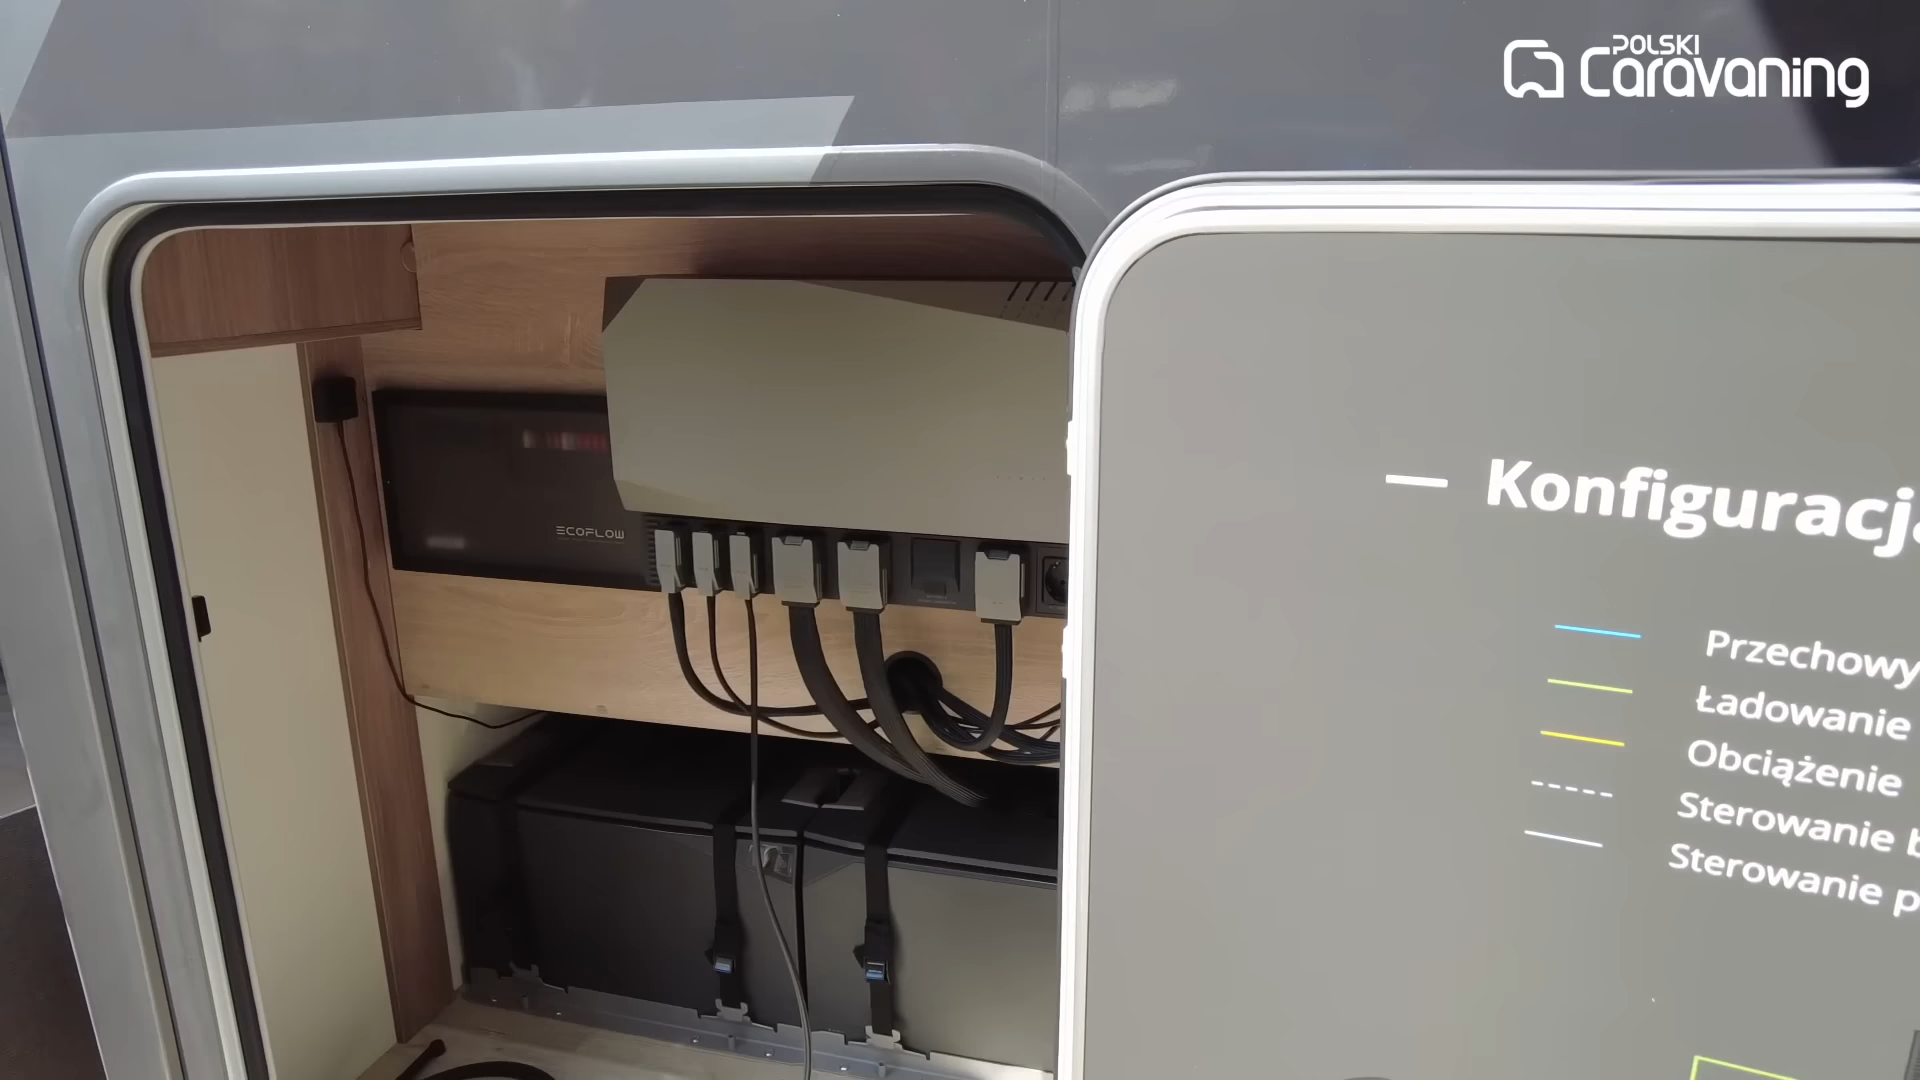 POLSKI
Caravaning
ECOFLOW
Konfiguracja
Przechowy
Ładowanie
Obciążenie
Sterowanie b
Sterowanie p